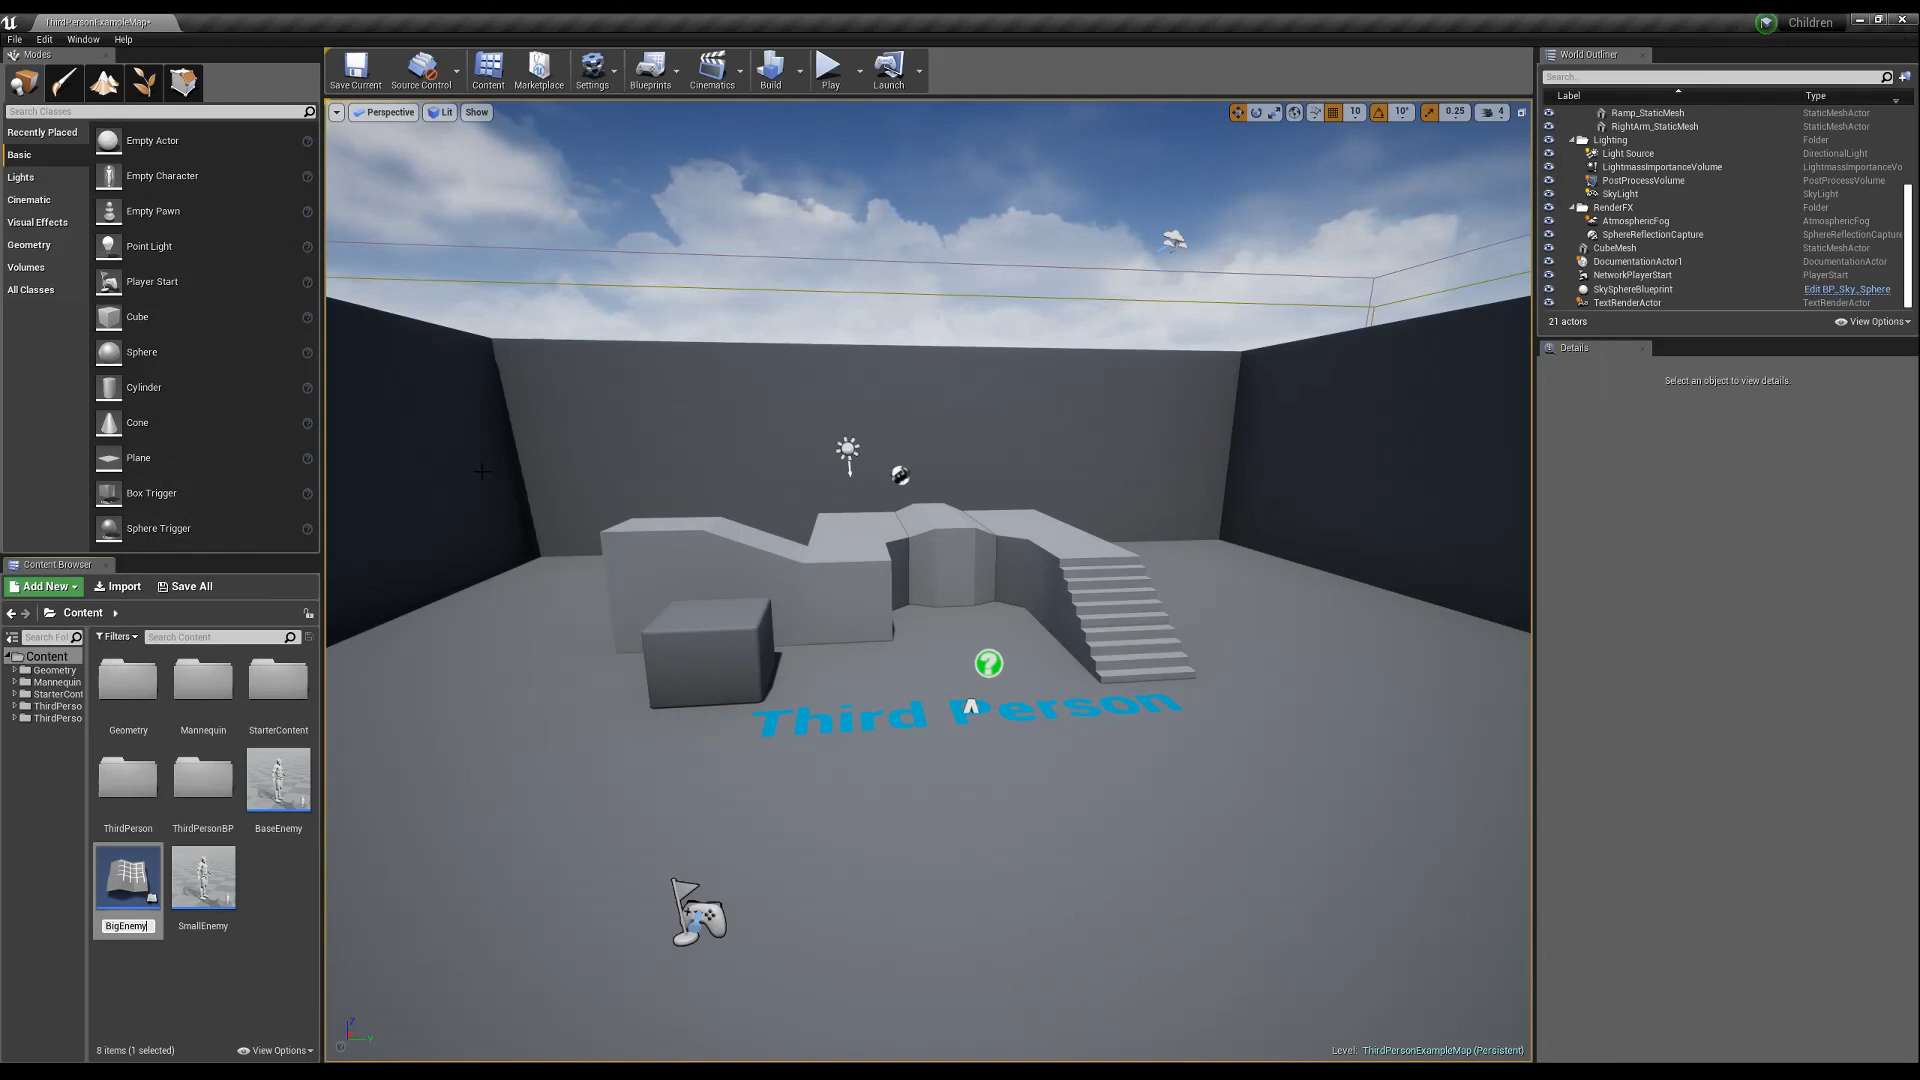 ThirdPersonExampleMap*
Children
File Edit Window Help
Modes
Search Classes
Recently Placed
Basic
Lights
Cinematic
Visual Effects
Geometry
Volumes
All Classes
Empty Actor
Empty Character
Empty Pawn
Point Light
Player Start
Cube
Sphere
Cylinder
Cone
Plane
Box Trigger
Sphere Trigger
Content Browser
Add New Import Save All
Content
Search Fol
Filters Search Content
Content
Geometry
Mannequin
StarterCont
ThirdPerso
ThirdPerso
Geometry Mannequin StarterContent
ThirdPerson ThirdPersonBP BaseEnemy
BigEnemy SmallEnemy
8 items (1 selected) View Options
Save Current Source Control Content Marketplace Settings Blueprints Cinematics Build Play Launch
Perspective Lit Show 10 10° 0.25 4
Third Person
Z
Y
Level: ThirdPersonExampleMap (Persistent)
World Outliner
Search...
Label Type
Ramp_StaticMesh StaticMeshActor
RightArm_StaticMesh StaticMeshActor
Lighting Folder
Light Source DirectionalLight
LightmassImportanceVolume LightmassImportanceVo
PostProcessVolume PostProcessVolume
SkyLight SkyLight
RenderFX Folder
AtmosphericFog AtmosphericFog
SphereReflectionCapture SphereReflectionCapture
CubeMesh StaticMeshActor
DocumentationActor1 DocumentationActor
NetworkPlayerStart PlayerStart
SkySphereBlueprint Edit BP_Sky_Sphere
TextRenderActor TextRenderActor
21 actors View Options
Details
Select an object to view details.